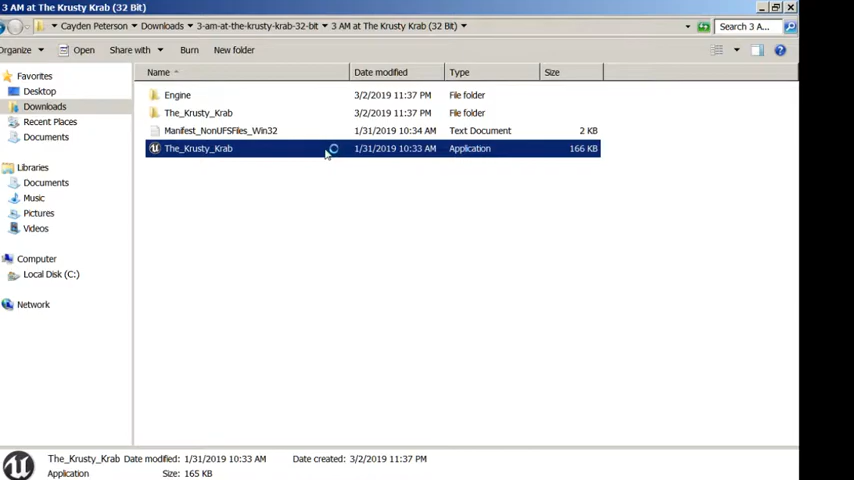 3 AM at The Krusty Krab (32 Bit)
Cayden Peterson Downloads 3-am-at-the-krusty-krab-32-bit 3 AM at The Krusty Krab (32 Bit) Search 3 A...
Organize Open Share with Burn New folder
Name Date modified Type Size
Favorites
Desktop
Downloads
Recent Places
Documents
Libraries
Documents
Music
Pictures
Videos
Computer
Local Disk (C:)
Network
Engine 3/2/2019 11:37 PM File folder
The_Krusty_Krab 3/2/2019 11:37 PM File folder
Manifest_NonUFSFiles_Win32 1/31/2019 10:34 AM Text Document 2 KB
The_Krusty_Krab 1/31/2019 10:33 AM Application 166 KB
The_Krusty_Krab Date modified: 1/31/2019 10:33 AM Date created: 3/2/2019 11:37 PM
Application Size: 165 KB